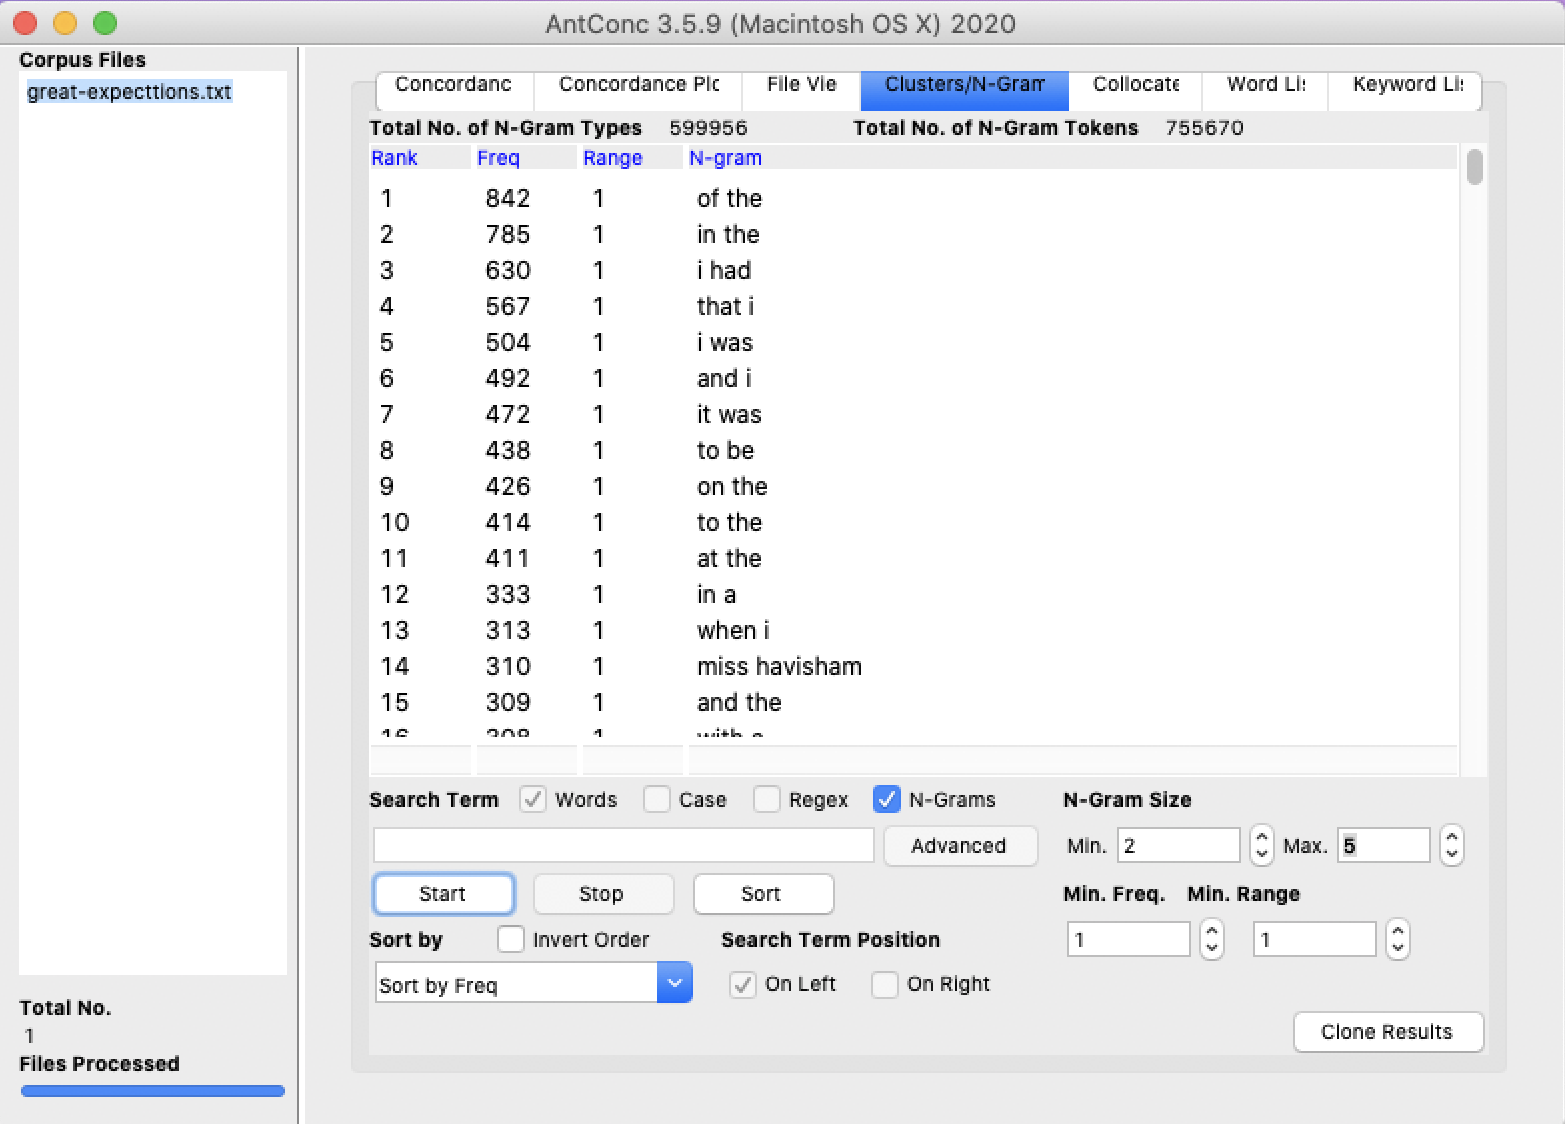 AntConc 3.5.9 (Macintosh OS X) 2020
Corpus Files
great-expecttions.txt
Concordanc Concordance Plc File Vie Clusters/N-Gram Collocate Word Li Keyword Li
Total No. of N-Gram Types 599956 Total No. of N-Gram Tokens 755670
Rank Freq Range N-gram
1 842 1 of the
2 785 1 in the
3 630 1 i had
4 567 1 that i
5 504 1 i was
6 492 1 and i
7 472 1 it was
8 438 1 to be
9 426 1 on the
10 414 1 to the
11 411 1 at the
12 333 1 in a
13 313 1 when i
14 310 1 miss havisham
15 309 1 and the
16 308 1 with a
Search Term Words Case Regex N-Grams N-Gram Size
Advanced Min. 2 Max. 5
Start Stop Sort Min. Freq. Min. Range
Sort by Invert Order Search Term Position 1 1
Sort by Freq On Left On Right
Clone Results
Total No.
1
Files Processed